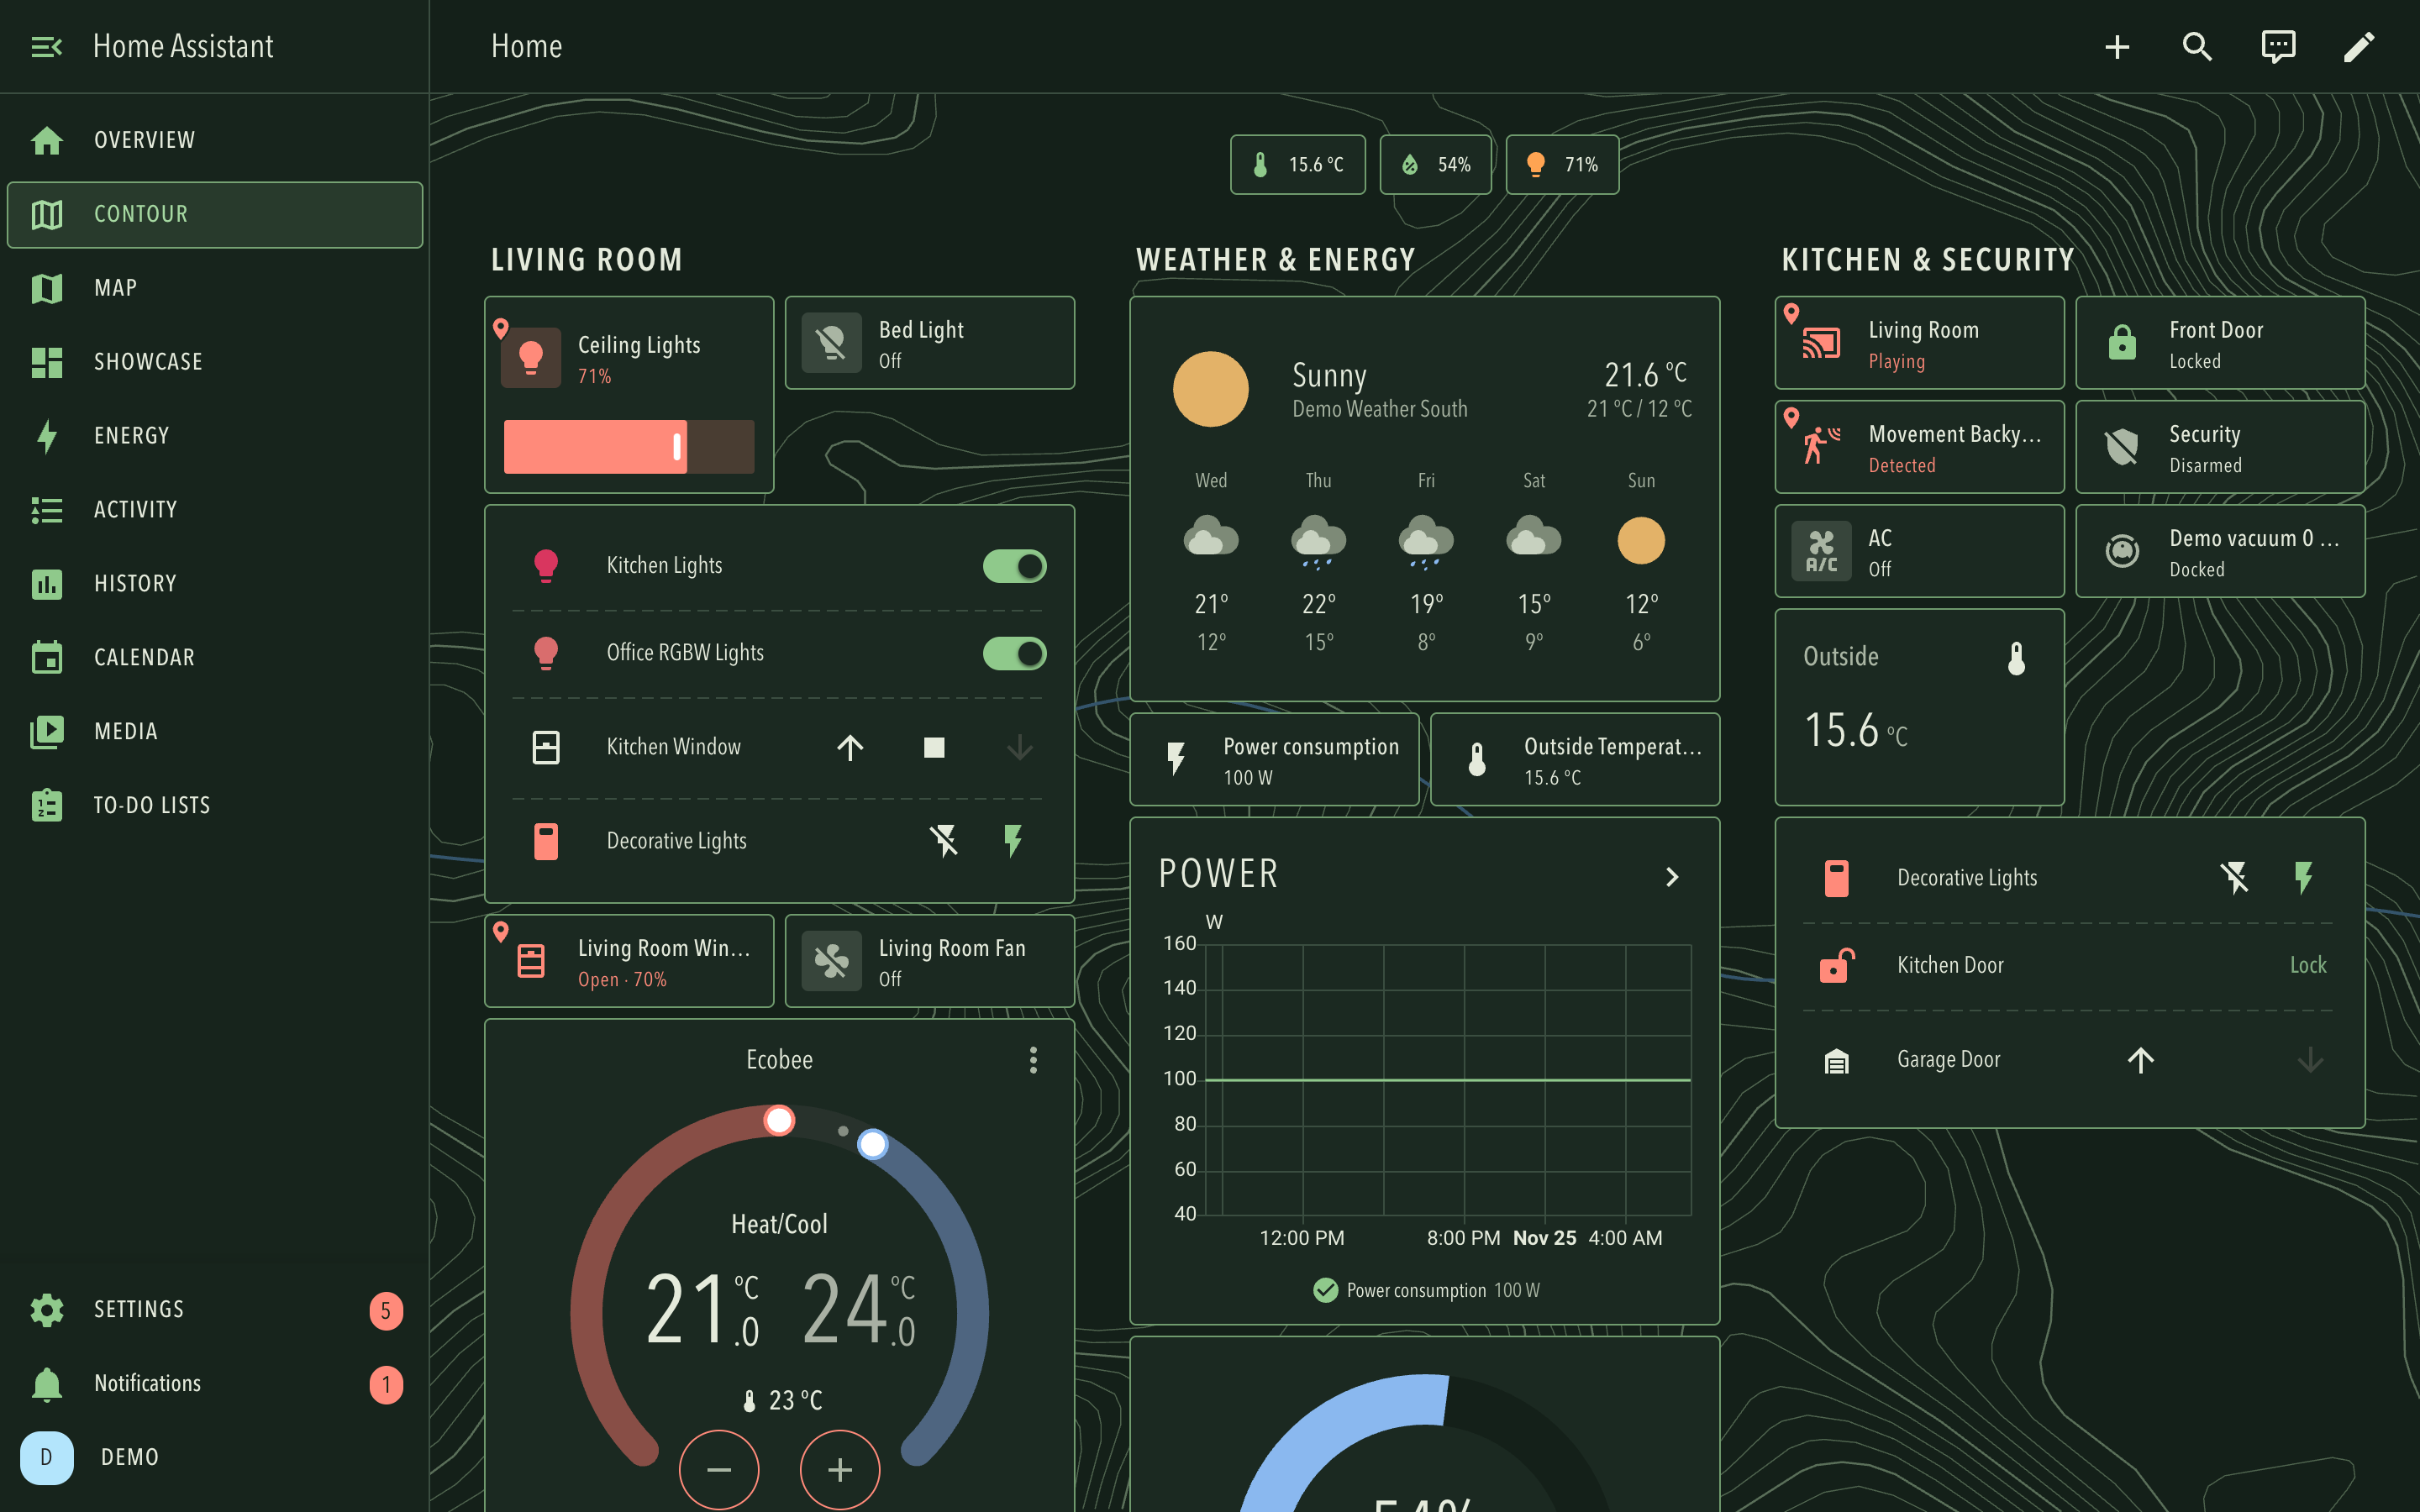 Home Assistant
Home
OVERVIEW
CONTOUR
MAP
SHOWCASE
ENERGY
ACTIVITY
HISTORY
CALENDAR
MEDIA
TO-DO LISTS
SETTINGS
5
Notifications
1
D
DEMO
15.6 °C
54%
71%
LIVING ROOM
Ceiling Lights
71%
Bed Light
Off
Kitchen Lights
Office RGBW Lights
Kitchen Window
Decorative Lights
Living Room Win...
Open · 70%
Living Room Fan
Off
Ecobee
Heat/Cool
21.0 °C 24.0 °C
23 °C
WEATHER & ENERGY
Sunny
Demo Weather South
21.6 °C
21 °C / 12 °C
Wed Thu Fri Sat Sun
21° 22° 19° 15° 12°
12° 15° 8° 9° 6°
Power consumption
100 W
Outside Temperat...
15.6 °C
POWER
W
160
140
120
100
80
60
40
12:00 PM 8:00 PM Nov 25 4:00 AM
Power consumption 100 W
54%
KITCHEN & SECURITY
Living Room
Playing
Front Door
Locked
Movement Backy...
Detected
Security
Disarmed
A/C
AC
Off
Demo vacuum 0 ...
Docked
Outside
15.6 °C
Decorative Lights
Kitchen Door
Lock
Garage Door